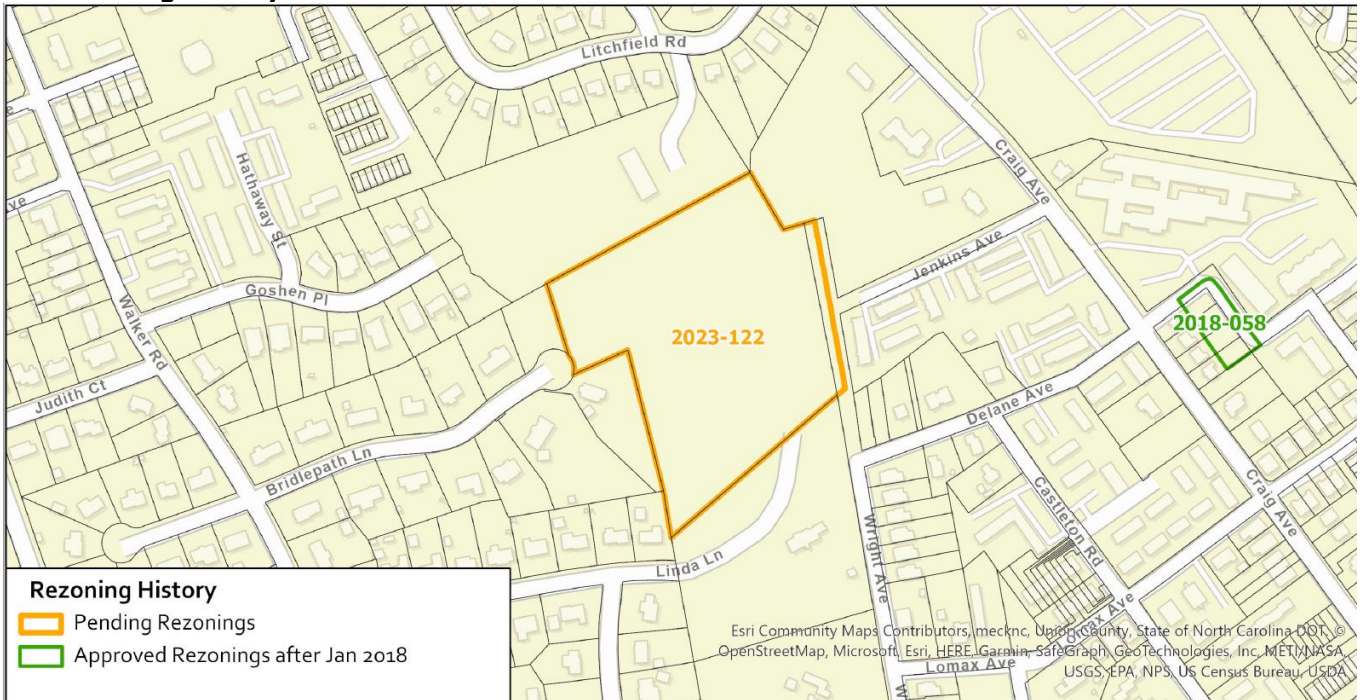 Litchfield Rd
Craig Ave
Hathaway St
Jenkins Ave
Goshen Pl
2018-058
2023-122
Walker Rd
Judith Ct
Delane Ave
Bridlepath Ln
Castleton Rd
Craig Ave
Wright Ave
Linda Ln
Rezoning History
Pending Rezonings
Approved Rezonings after Jan 2018
Lomax Ave
Lomax Ave
Esri Community Maps Contributors, mecknc, Union County, State of North Carolina DOT, ©
OpenStreetMap, Microsoft, Esri, HERE, Garmin, SafeGraph, GeoTechnologies, Inc, METI/NASA,
USGS, EPA, NPS, US Census Bureau, USDA